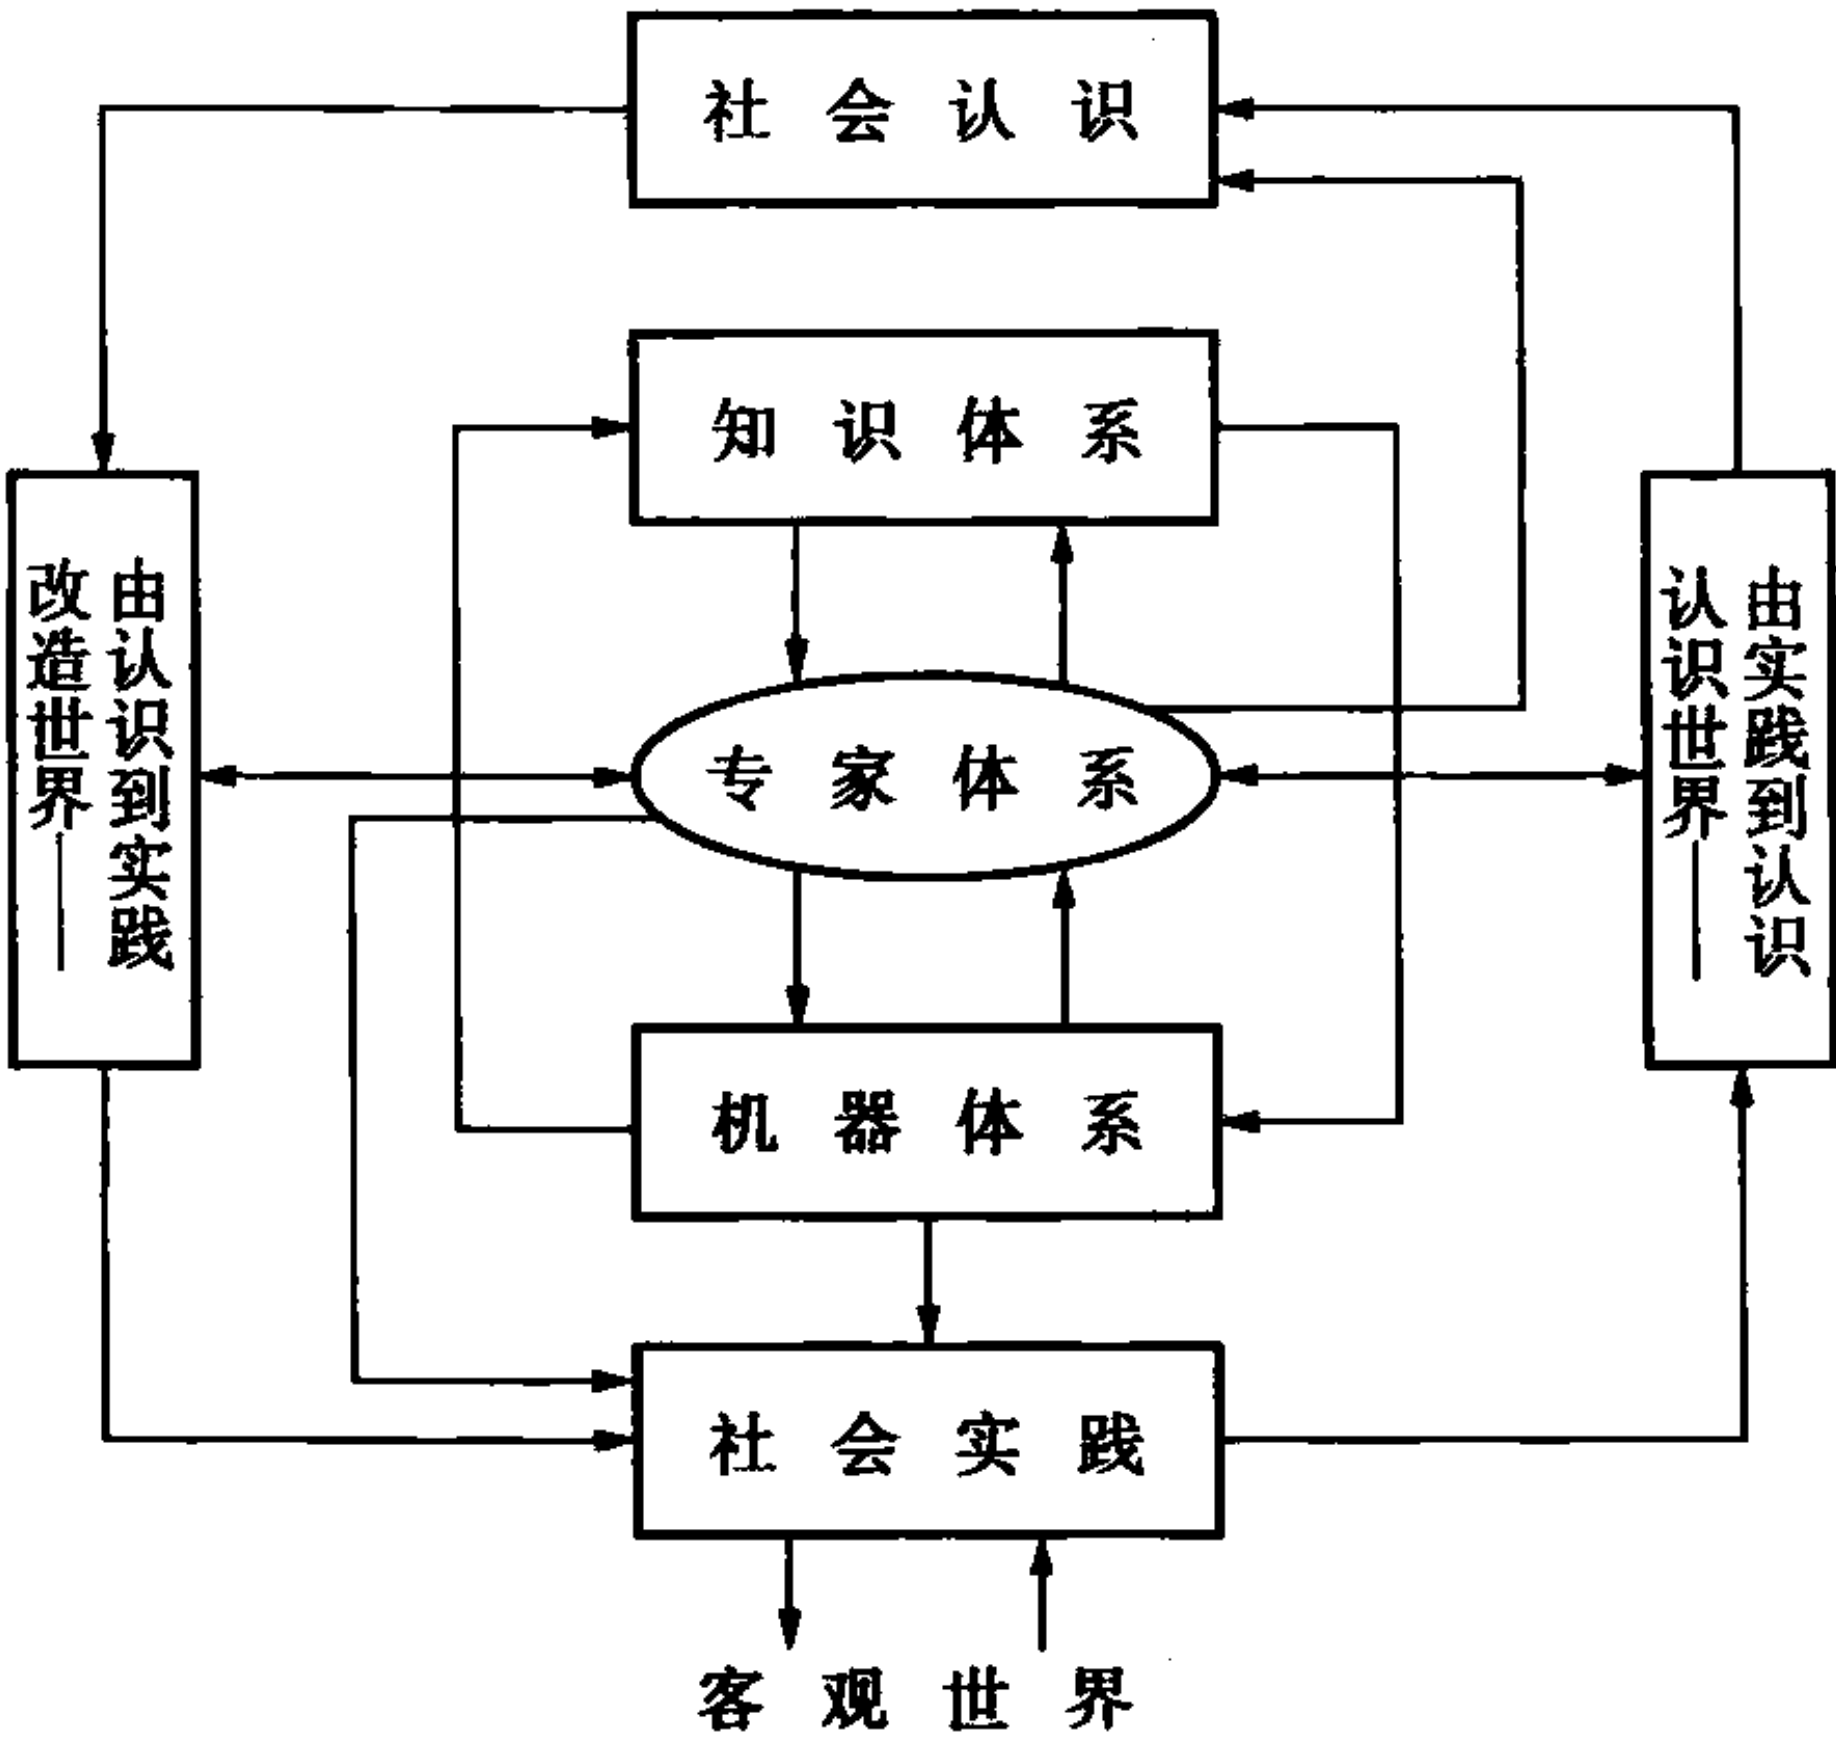 社会认识
知识体系
改造世界——
由认识到实践
认识世界——
由实践到认识
专家体系
机器体系
社会实践
客观世界